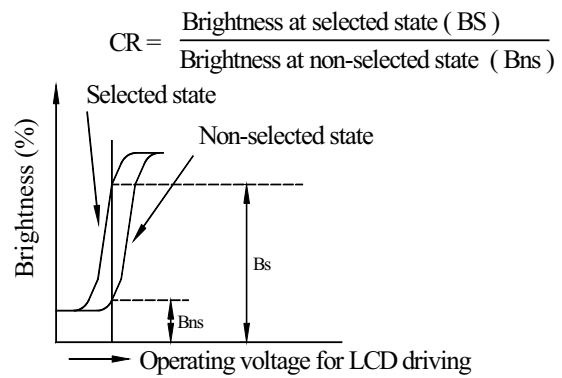 CR = Brightness at selected state ( BS )
Brightness at non-selected state ( Bns )
Selected state
Non-selected state
Brightness (%)
Bs
Bns
Operating voltage for LCD driving